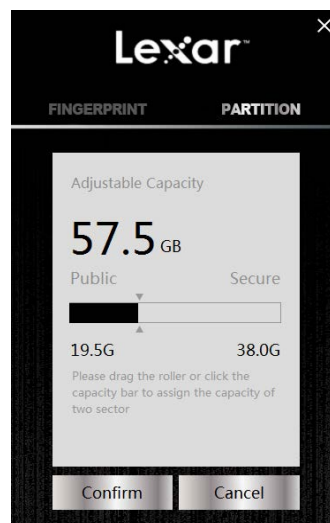 Lexar™
FINGERPRINT PARTITION
Adjustable Capacity
57.5 GB
Public Secure
19.5G 38.0G
Please drag the roller or click the
capacity bar to assign the capacity of
two sector
Confirm Cancel